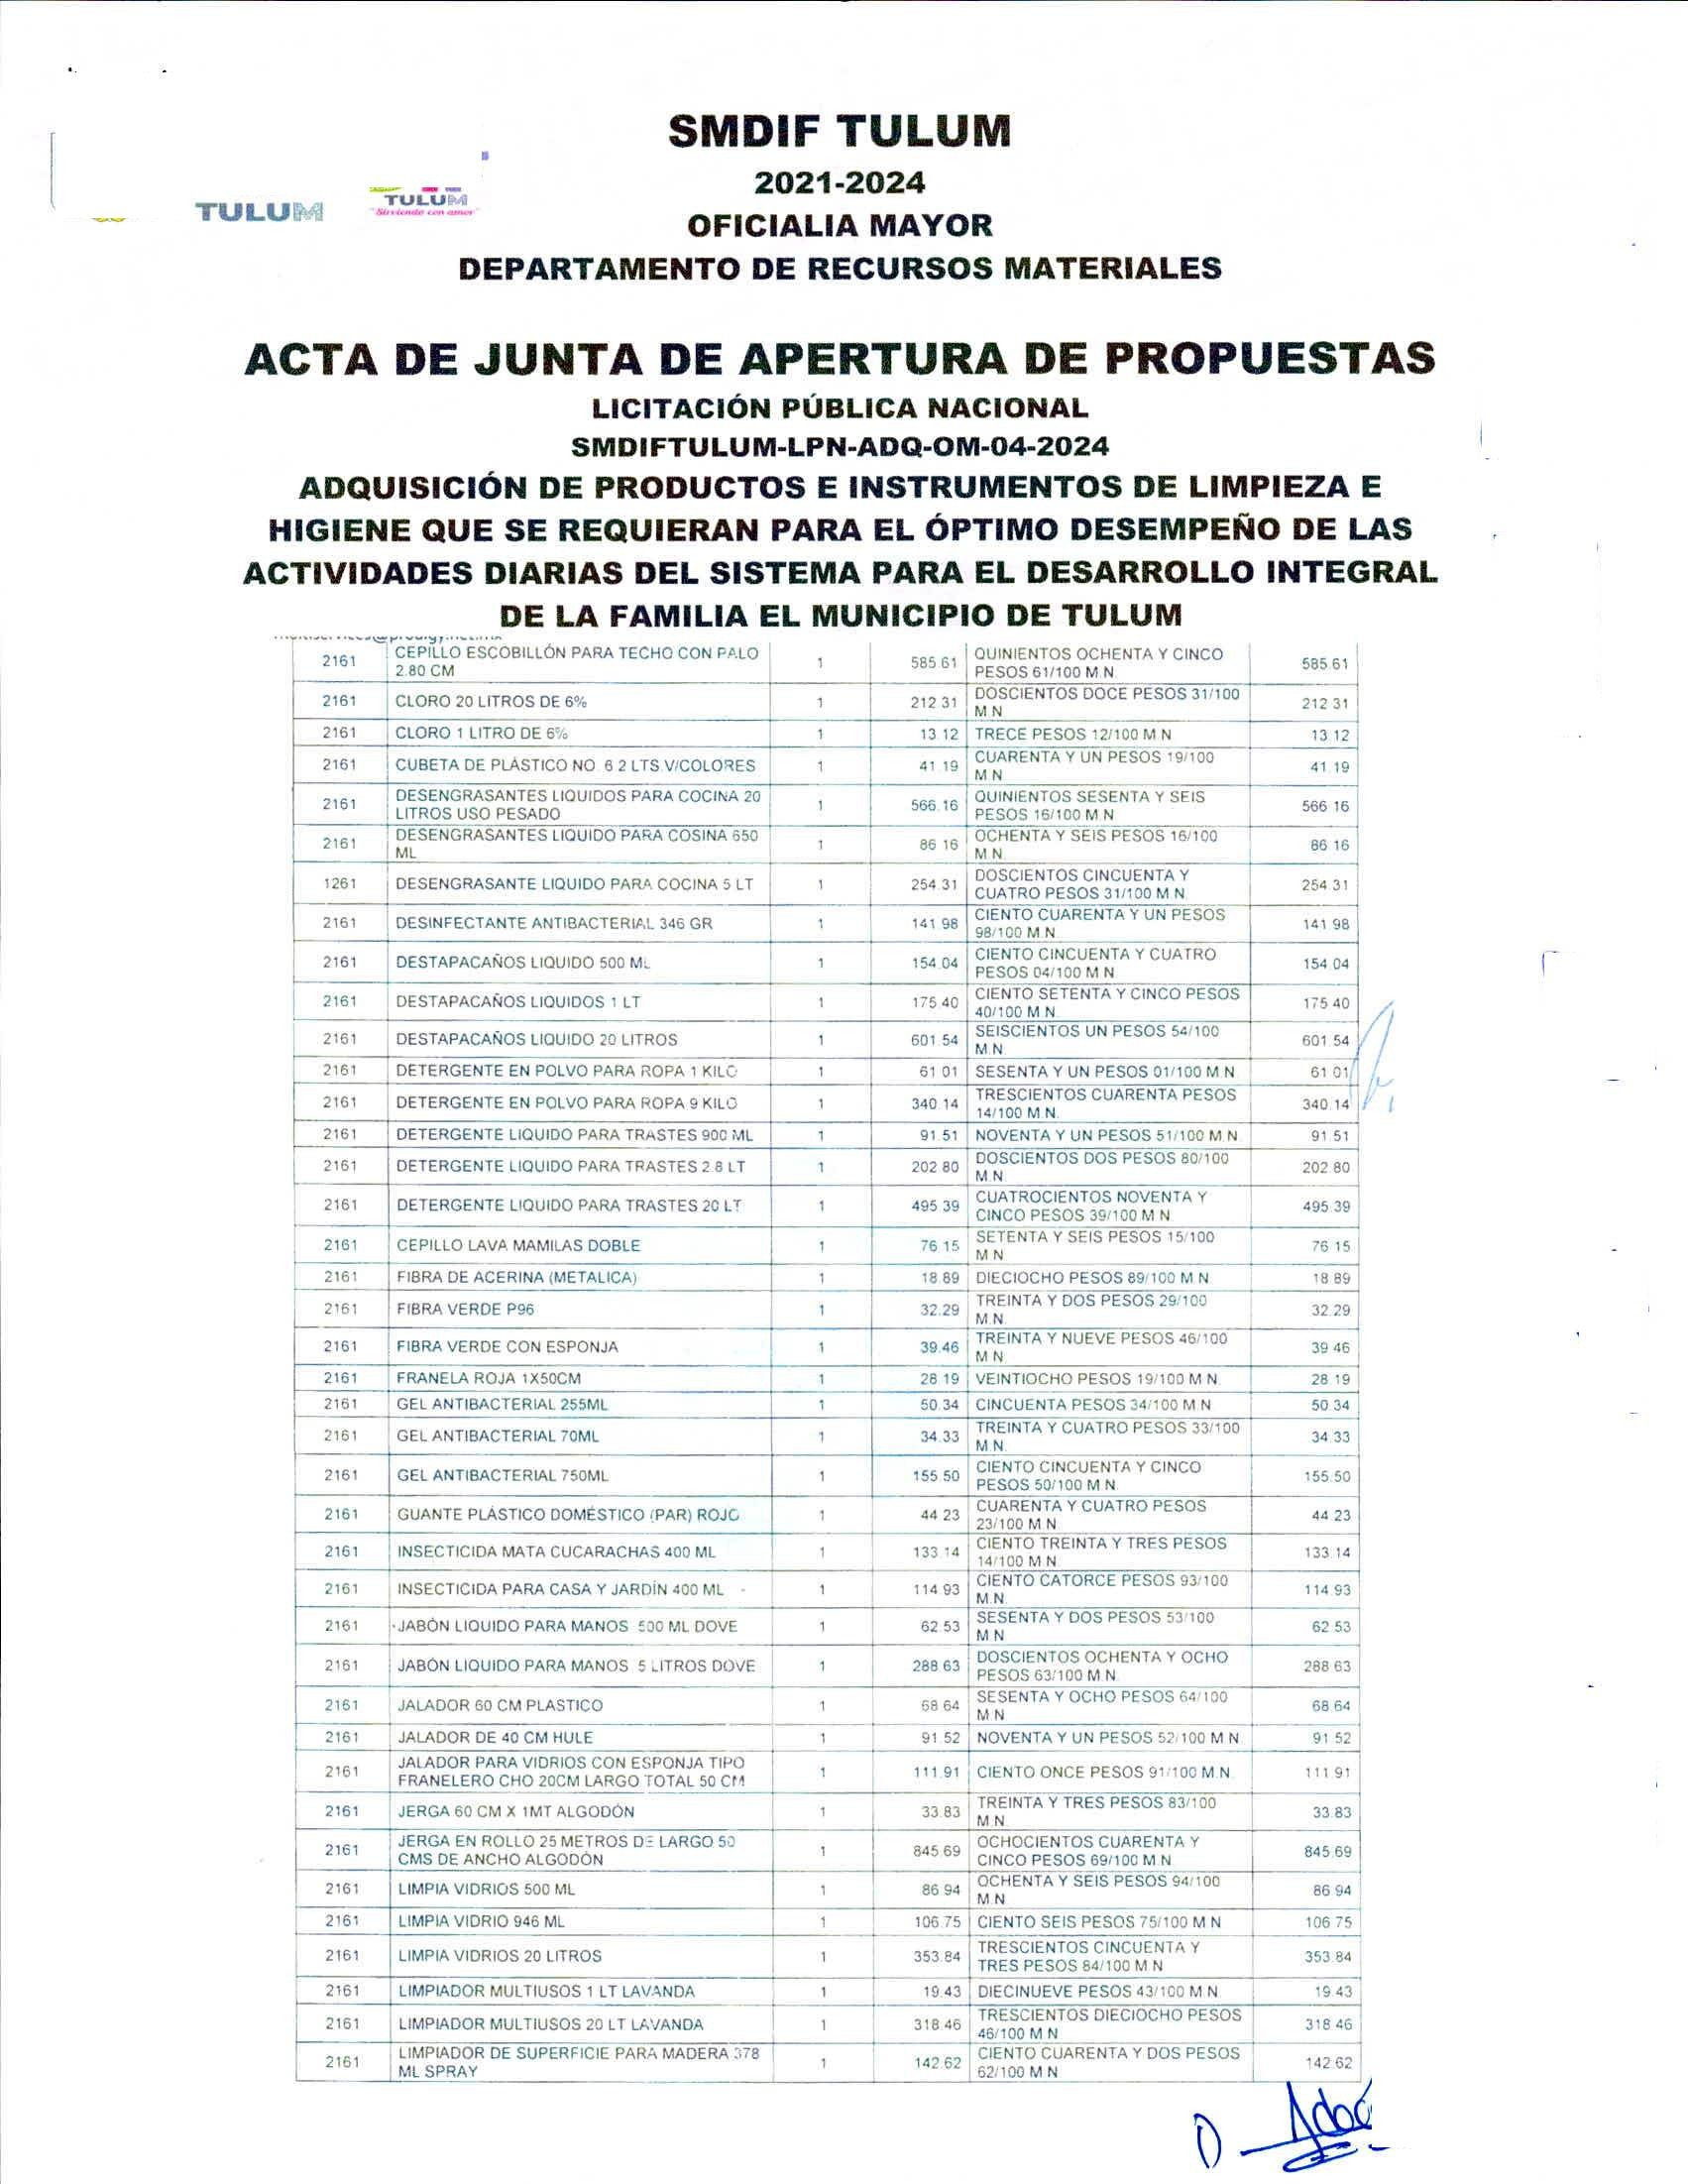 SMDIF TULUM
2021-2024
OFICIALIA MAYOR
DEPARTAMENTO DE RECURSOS MATERIALES
TULUM
TULUM
"Sirviendo con amor"
ACTA DE JUNTA DE APERTURA DE PROPUESTAS
LICITACIÓN PÚBLICA NACIONAL
SMDIFTULUM-LPN-ADQ-OM-04-2024
ADQUISICIÓN DE PRODUCTOS E INSTRUMENTOS DE LIMPIEZA E
HIGIENE QUE SE REQUIERAN PARA EL ÓPTIMO DESEMPEÑO DE LAS
ACTIVIDADES DIARIAS DEL SISTEMA PARA EL DESARROLLO INTEGRAL
DE LA FAMILIA EL MUNICIPIO DE TULUM
2161 CEPILLO ESCOBILLÓN PARA TECHO CON PALO 2.80 CM 1 585.61 QUINIENTOS OCHENTA Y CINCO PESOS 61/100 M.N. 585.61
2161 CLORO 20 LITROS DE 6% 1 212.31 DOSCIENTOS DOCE PESOS 31/100 M.N 212.31
2161 CLORO 1 LITRO DE 6% 1 13.12 TRECE PESOS 12/100 M.N 13.12
2161 CUBETA DE PLÁSTICO NO. 6 2 LTS V/COLORES 1 41.19 CUARENTA Y UN PESOS 19/100 M.N 41.19
2161 DESENGRASANTES LIQUIDOS PARA COCINA 20 LITROS USO PESADO 1 566.16 QUINIENTOS SESENTA Y SEIS PESOS 16/100 M.N 566.16
2161 DESENGRASANTES LIQUIDO PARA COSINA 650 ML 1 86.16 OCHENTA Y SEIS PESOS 16/100 M.N. 86.16
1261 DESENGRASANTE LIQUIDO PARA COCINA 5 LT 1 254.31 DOSCIENTOS CINCUENTA Y CUATRO PESOS 31/100 M.N. 254.31
2161 DESINFECTANTE ANTIBACTERIAL 346 GR 1 141.98 CIENTO CUARENTA Y UN PESOS 98/100 M.N. 141.98
2161 DESTAPACAÑOS LIQUIDO 500 ML 1 154.04 CIENTO CINCUENTA Y CUATRO PESOS 04/100 M.N 154.04
2161 DESTAPACAÑOS LIQUIDOS 1 LT 1 175.40 CIENTO SETENTA Y CINCO PESOS 40/100 M.N. 175.40
2161 DESTAPACAÑOS LIQUIDO 20 LITROS 1 601.54 SEISCIENTOS UN PESOS 54/100 M.N. 601.54
2161 DETERGENTE EN POLVO PARA ROPA 1 KILO 1 61.01 SESENTA Y UN PESOS 01/100 M.N 61.01
2161 DETERGENTE EN POLVO PARA ROPA 9 KILO 1 340.14 TRESCIENTOS CUARENTA PESOS 14/100 M.N. 340.14
2161 DETERGENTE LIQUIDO PARA TRASTES 900 ML 1 91.51 NOVENTA Y UN PESOS 51/100 M.N. 91.51
2161 DETERGENTE LIQUIDO PARA TRASTES 2.8 LT 1 202.80 DOSCIENTOS DOS PESOS 80/100 M.N. 202.80
2161 DETERGENTE LIQUIDO PARA TRASTES 20 LT 1 495.39 CUATROCIENTOS NOVENTA Y CINCO PESOS 39/100 M.N. 495.39
2161 CEPILLO LAVA MAMILAS DOBLE 1 76.15 SETENTA Y SEIS PESOS 15/100 M.N 76.15
2161 FIBRA DE ACERINA (METALICA) 1 18.89 DIECIOCHO PESOS 89/100 M.N. 18.89
2161 FIBRA VERDE P96 1 32.29 TREINTA Y DOS PESOS 29/100 M.N. 32.29
2161 FIBRA VERDE CON ESPONJA 1 39.46 TREINTA Y NUEVE PESOS 46/100 M.N 39.46
2161 FRANELA ROJA 1X50CM 1 28.19 VEINTIOCHO PESOS 19/100 M.N. 28.19
2161 GEL ANTIBACTERIAL 255ML 1 50.34 CINCUENTA PESOS 34/100 M.N 50.34
2161 GEL ANTIBACTERIAL 70ML 1 34.33 TREINTA Y CUATRO PESOS 33/100 M.N. 34.33
2161 GEL ANTIBACTERIAL 750ML 1 155.50 CIENTO CINCUENTA Y CINCO PESOS 50/100 M.N. 155.50
2161 GUANTE PLÁSTICO DOMÉSTICO (PAR) ROJO 1 44.23 CUARENTA Y CUATRO PESOS 23/100 M.N. 44.23
2161 INSECTICIDA MATA CUCARACHAS 400 ML 1 133.14 CIENTO TREINTA Y TRES PESOS 14/100 M.N. 133.14
2161 INSECTICIDA PARA CASA Y JARDÍN 400 ML 1 114.93 CIENTO CATORCE PESOS 93/100 M.N. 114.93
2161 JABÓN LIQUIDO PARA MANOS 500 ML DOVE 1 62.53 SESENTA Y DOS PESOS 53/100 M.N 62.53
2161 JABÓN LIQUIDO PARA MANOS 5 LITROS DOVE 1 288.63 DOSCIENTOS OCHENTA Y OCHO PESOS 63/100 M.N. 288.63
2161 JALADOR 60 CM PLASTICO 1 68.64 SESENTA Y OCHO PESOS 64/100 M.N 68.64
2161 JALADOR DE 40 CM HULE 1 91.52 NOVENTA Y UN PESOS 52/100 M.N. 91.52
2161 JALADOR PARA VIDRIOS CON ESPONJA TIPO FRANELERO CHO 20CM LARGO TOTAL 50 CM 1 111.91 CIENTO ONCE PESOS 91/100 M.N. 111.91
2161 JERGA 60 CM X 1MT ALGODÓN 1 33.83 TREINTA Y TRES PESOS 83/100 M.N. 33.83
2161 JERGA EN ROLLO 25 METROS DE LARGO 50 CMS DE ANCHO ALGODÓN 1 845.69 OCHOCIENTOS CUARENTA Y CINCO PESOS 69/100 M.N 845.69
2161 LIMPIA VIDRIOS 500 ML 1 86.94 OCHENTA Y SEIS PESOS 94/100 M.N 86.94
2161 LIMPIA VIDRIO 946 ML 1 106.75 CIENTO SEIS PESOS 75/100 M.N 106.75
2161 LIMPIA VIDRIOS 20 LITROS 1 353.84 TRESCIENTOS CINCUENTA Y TRES PESOS 84/100 M.N 353.84
2161 LIMPIADOR MULTIUSOS 1 LT LAVANDA 1 19.43 DIECINUEVE PESOS 43/100 M.N. 19.43
2161 LIMPIADOR MULTIUSOS 20 LT LAVANDA 1 318.46 TRESCIENTOS DIECIOCHO PESOS 46/100 M.N 318.46
2161 LIMPIADOR DE SUPERFICIE PARA MADERA 378 ML SPRAY 1 142.62 CIENTO CUARENTA Y DOS PESOS 62/100 M.N 142.62